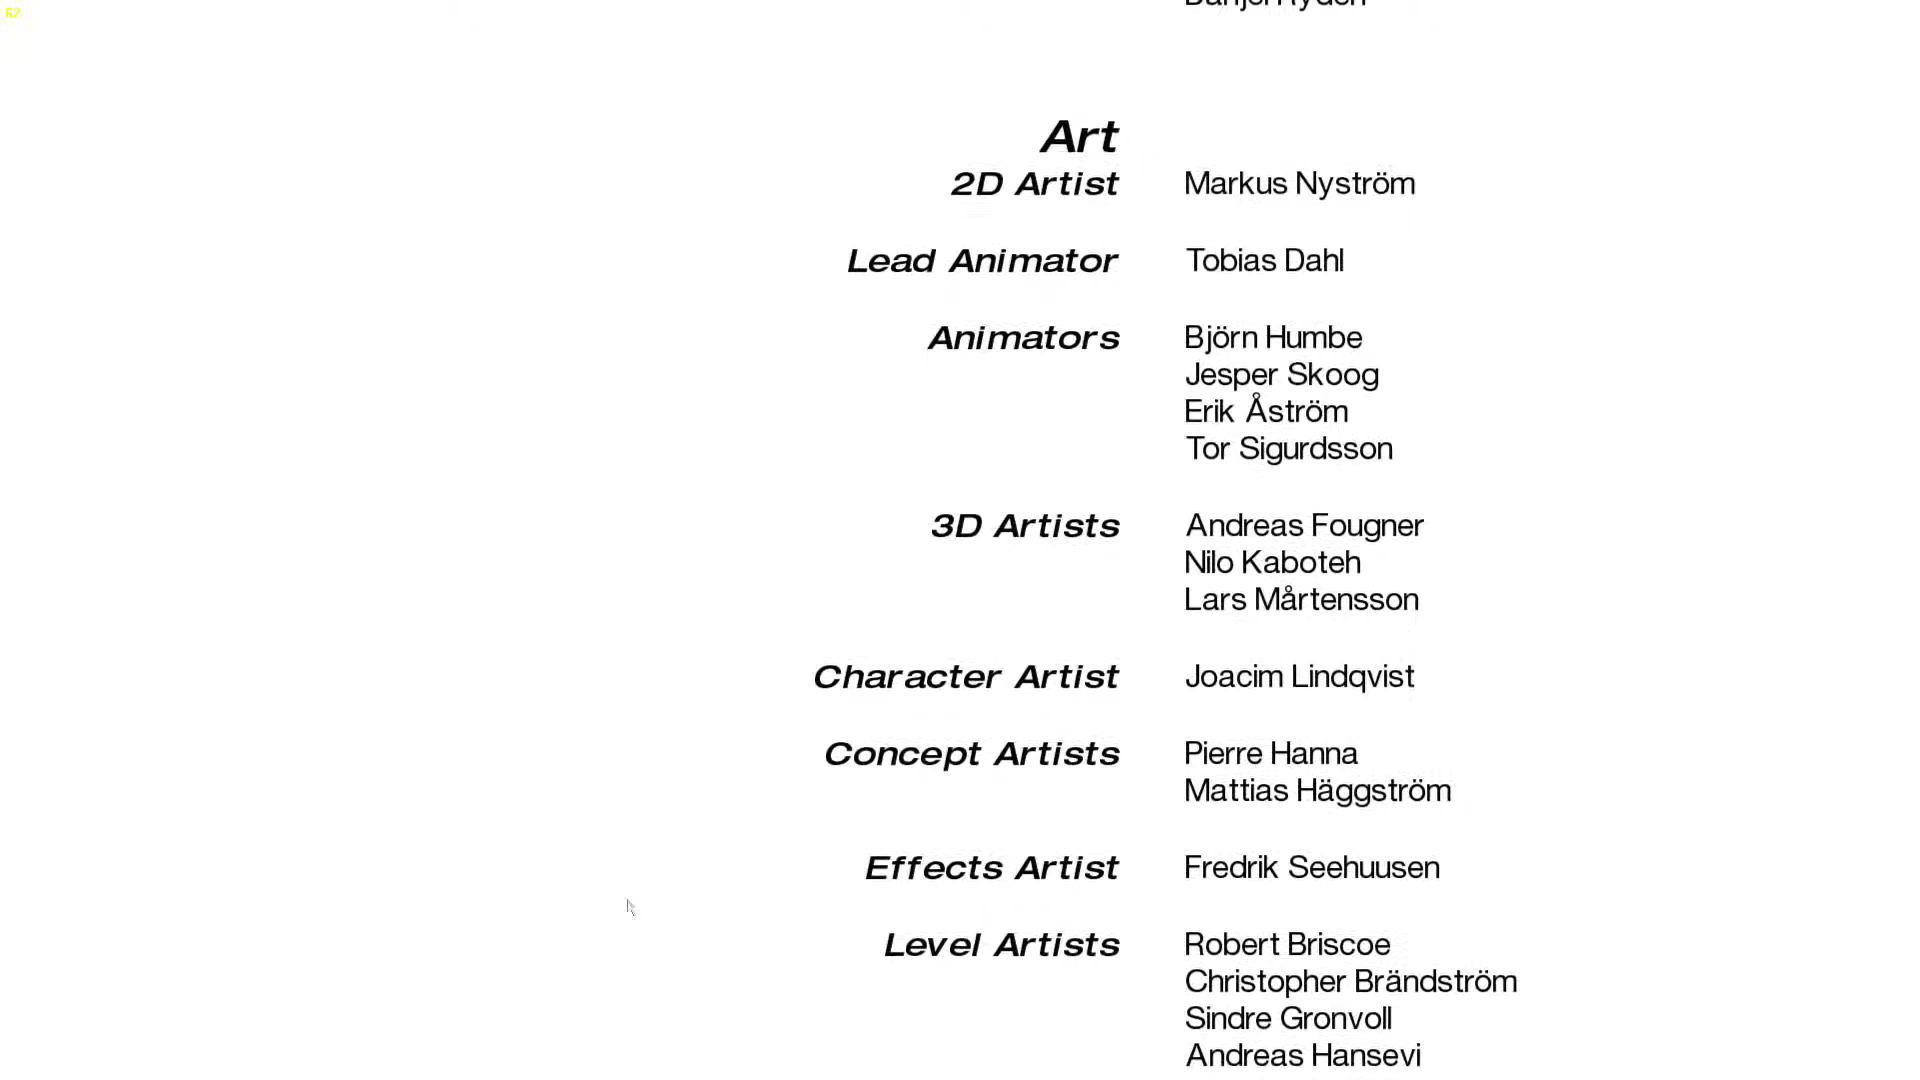 62
Art
2D Artist Markus Nyström
Lead Animator Tobias Dahl
Animators Björn Humbe
Jesper Skoog
Erik Åström
Tor Sigurdsson
3D Artists Andreas Fougner
Nilo Kaboteh
Lars Mårtensson
Character Artist Joacim Lindqvist
Concept Artists Pierre Hanna
Mattias Häggström
Effects Artist Fredrik Seehuusen
Level Artists Robert Briscoe
Christopher Brändström
Sindre Gronvoll
Andreas Hansevi